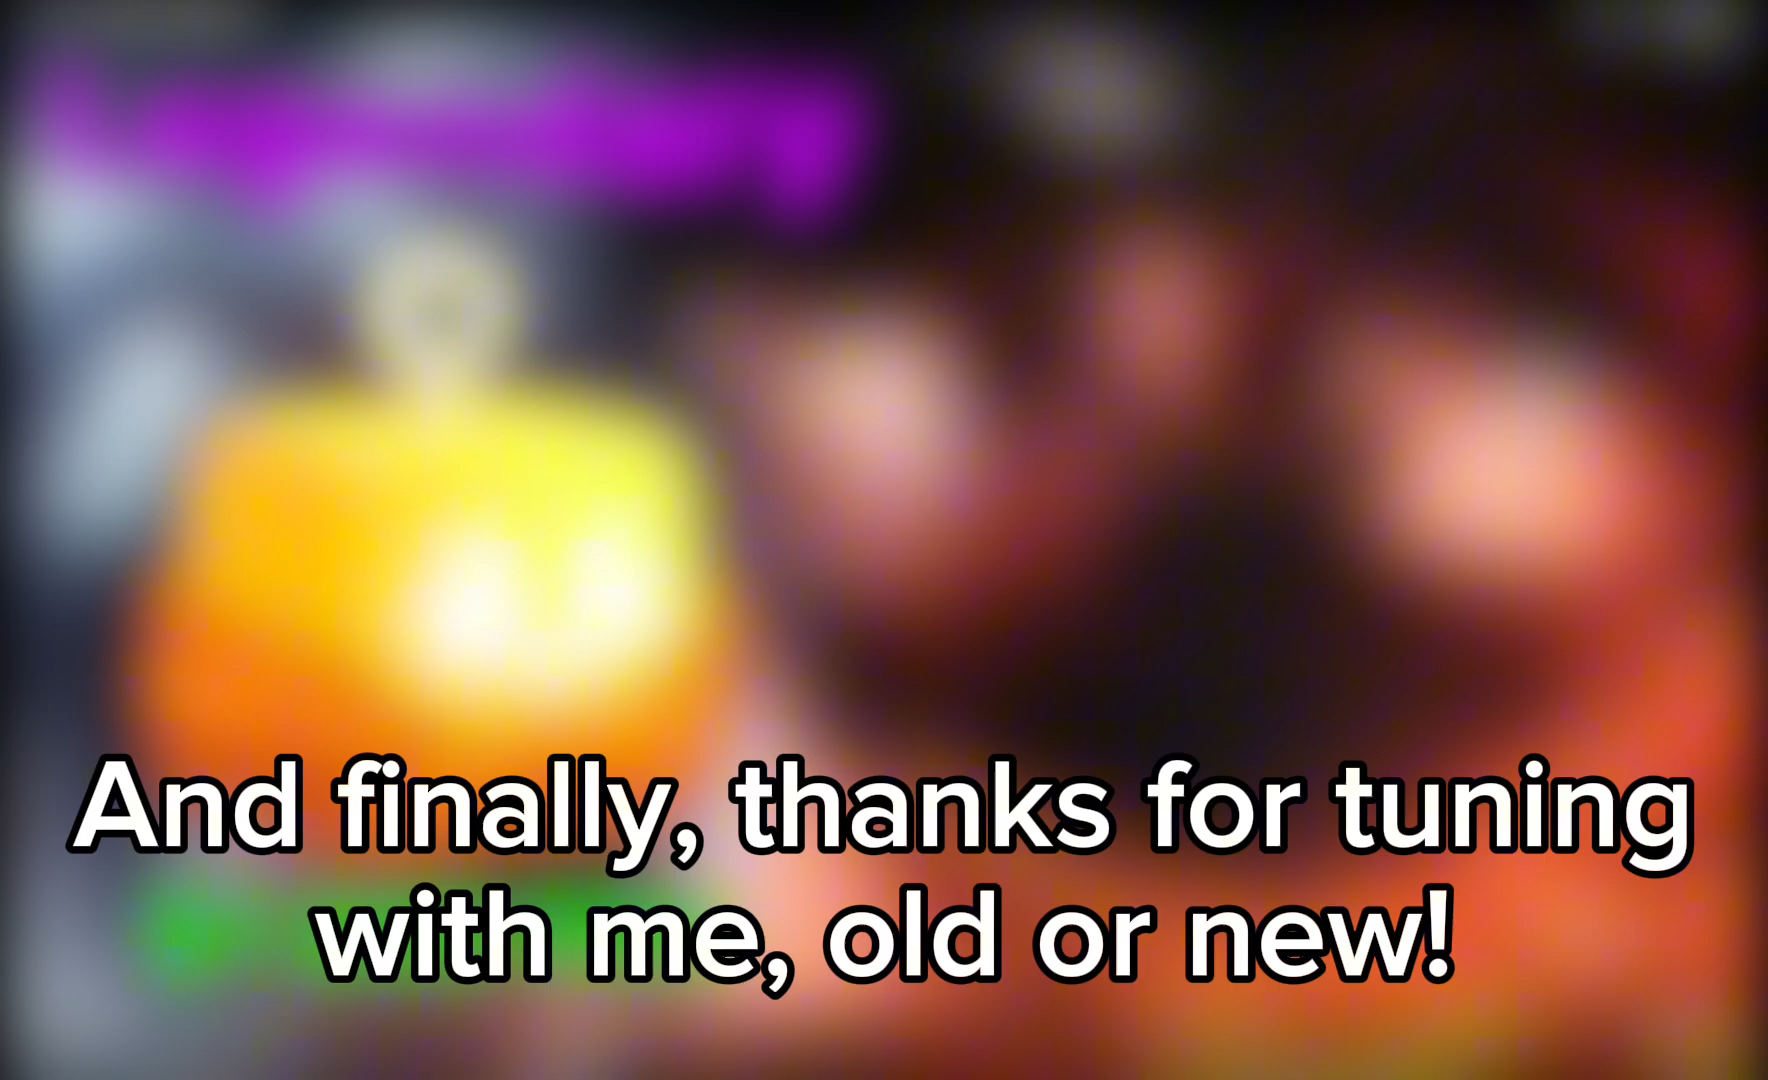 And finally, thanks for tuning
with me, old or new!